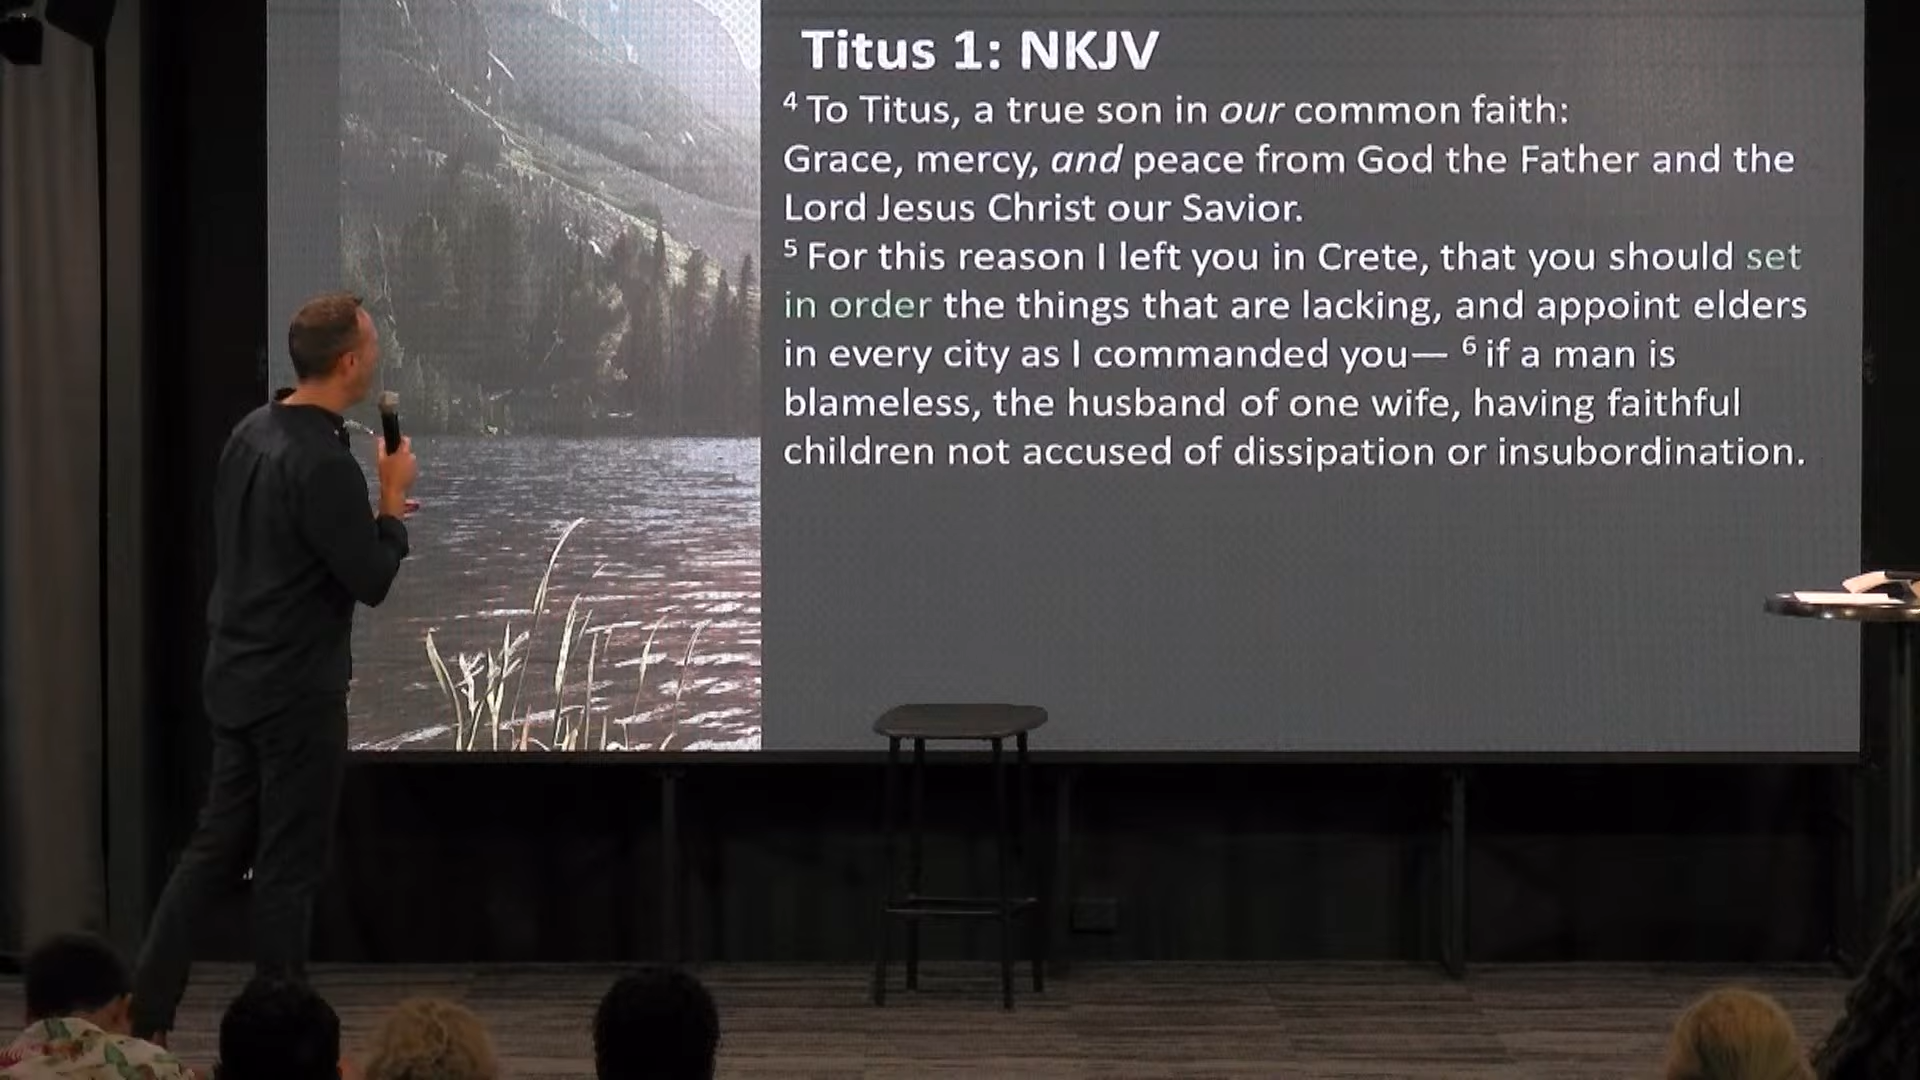 Titus 1: NKJV
4 To Titus, a true son in our common faith:
Grace, mercy, and peace from God the Father and the
Lord Jesus Christ our Savior.
5 For this reason I left you in Crete, that you should set
in order the things that are lacking, and appoint elders
in every city as I commanded you— 6 if a man is
blameless, the husband of one wife, having faithful
children not accused of dissipation or insubordination.